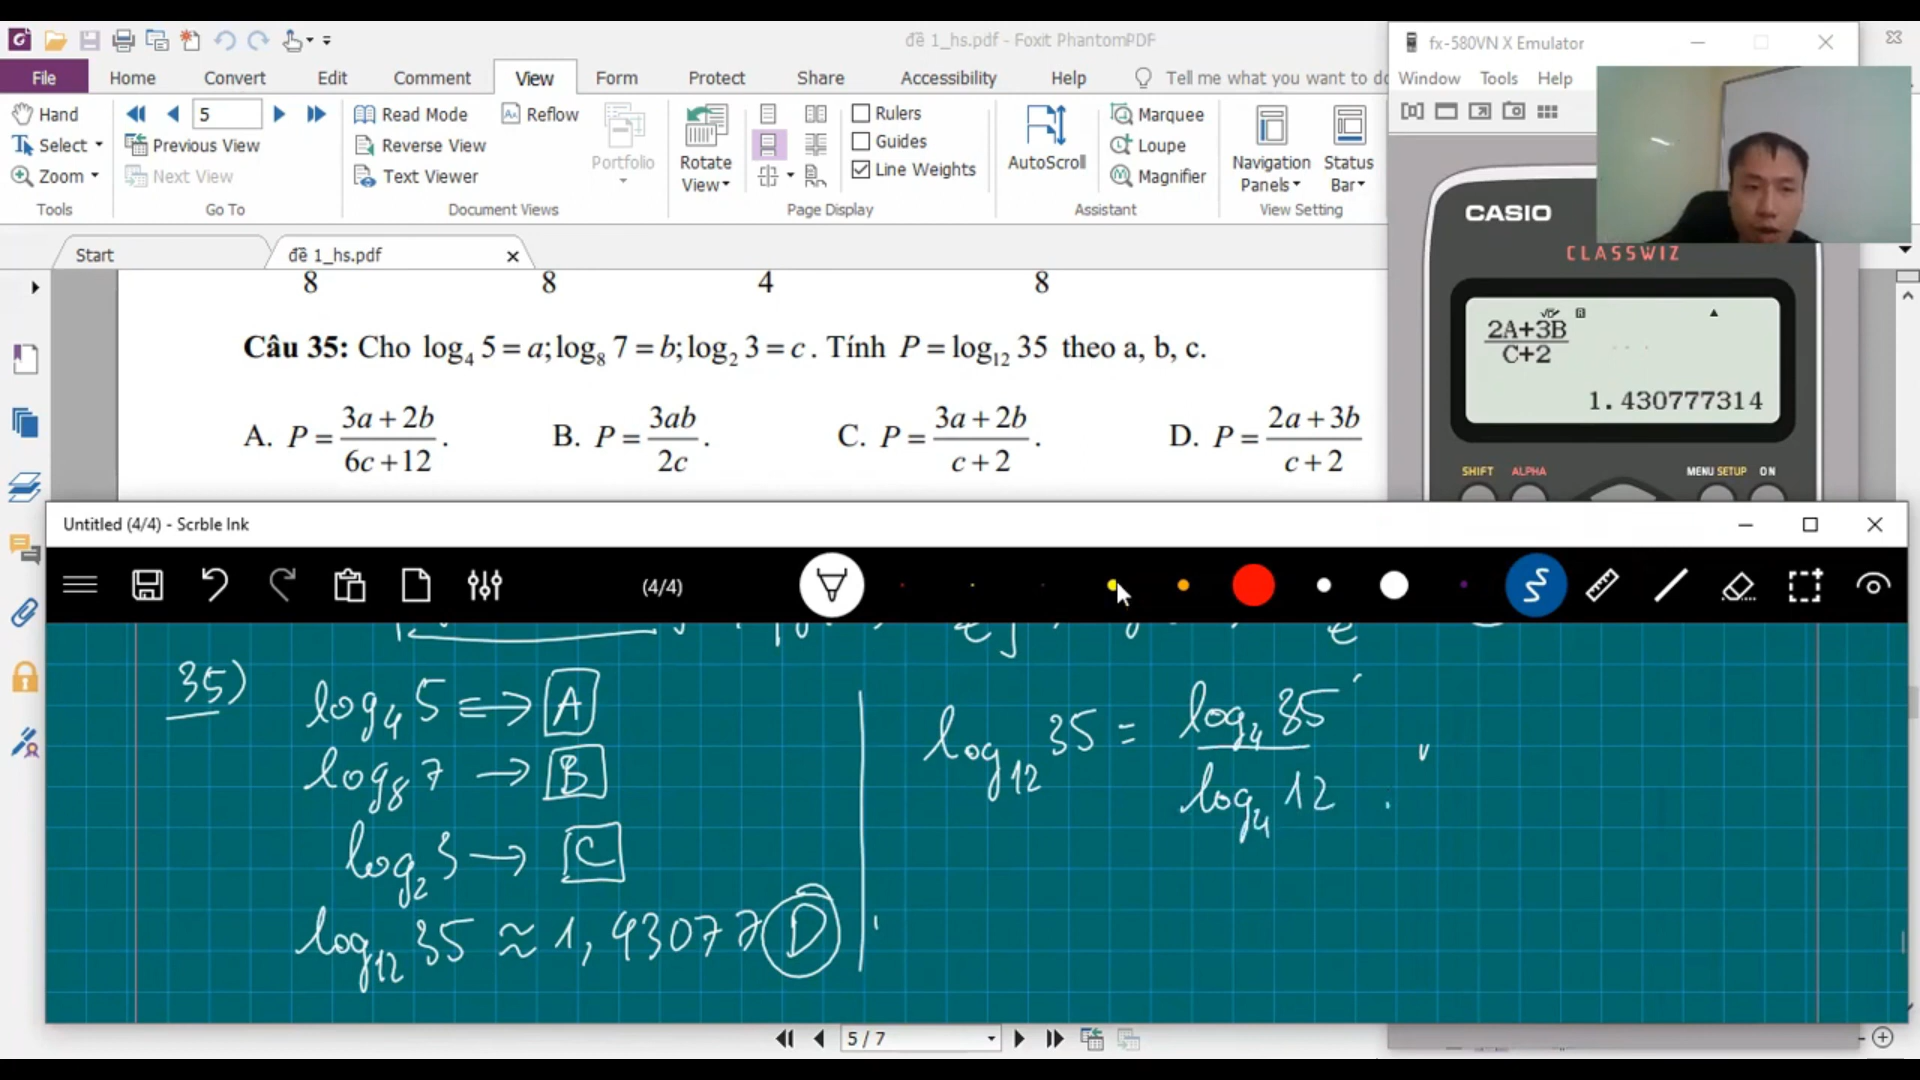 đề 1_hs.pdf - Foxit PhantomPDF
fx-580VN X Emulator
File Home Convert Edit Comment View Form Protect Share Accessibility Help Tell me what you want to do
Window Tools Help
Hand
5
Read Mode
Reflow
Rulers
Marquee
Select
Previous View
Reverse View
Portfolio
Rotate View
Guides
AutoScroll
Loupe
Navigation Panels
Status Bar
Zoom
Next View
Text Viewer
Line Weights
Magnifier
Tools
Go To
Document Views
Page Display
Assistant
View Setting
Start
đề 1_hs.pdf
8 8 4 8
Câu 35: Cho log₄ 5 = a; log₈ 7 = b; log₂ 3 = c. Tính P = log₁₂ 35 theo a, b, c.
A. P = (3a + 2b)/(6c + 12).
B. P = 3ab/2c.
C. P = (3a + 2b)/(c + 2).
D. P = (2a + 3b)/(c + 2)
CASIO
CLASSWIZ
(2A+3B)/(C+2)
1.430777314
SHIFT ALPHA MENU SETUP ON
Untitled (4/4) - Scrble Ink
(4/4)
35)
log₄ 5 ⟺ A
log₈ 7 → B
log₂ 3 → C
log₁₂ 35 ≈ 1,43077 D
log₁₂ 35 = log₄ 35 / log₄ 12
5 / 7